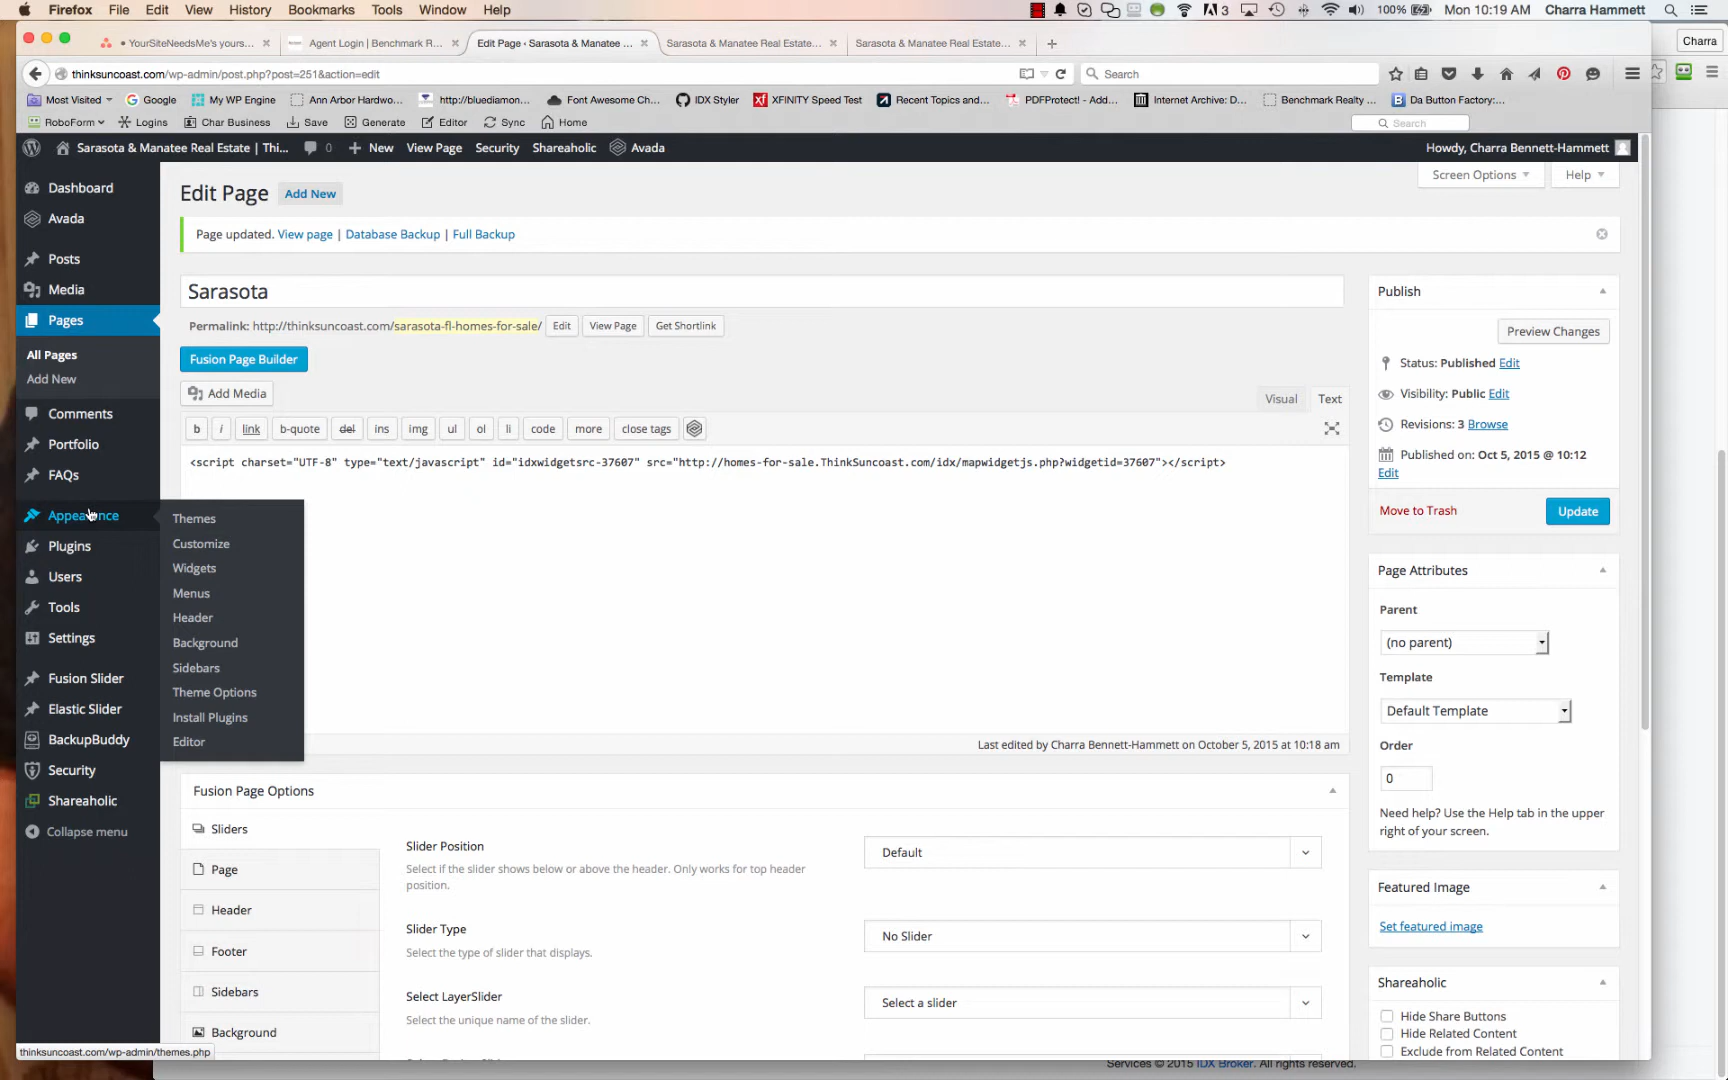 Firefox File Edit View History Bookmarks Tools Window Help 3 100% Mon 10:19 AM Charra Hammett
• YourSiteNeedsMe's yours... × Agent Login | Benchmark R... × Edit Page ‹ Sarasota & Manatee ... × Sarasota & Manatee Real Estate... × Sarasota & Manatee Real Estate... × + Charra
thinksuncoast.com/wp-admin/post.php?post=251&action=edit Search
Most Visited Google My WP Engine Ann Arbor Hardwo... http://bluediamon... Font Awesome Ch... IDX Styler XFINITY Speed Test Recent Topics and... PDFProtect! - Add... Internet Archive: D... Benchmark Realty ... Da Button Factory:...
RoboForm Logins Char Business Save Generate Editor Sync Home Search
Sarasota & Manatee Real Estate | Thi... 0 + New View Page Security Shareaholic Avada Howdy, Charra Bennett-Hammett
Dashboard
Avada
Posts
Media
Pages
All Pages
Add New
Comments
Portfolio
FAQs
Appearance
Plugins
Users
Tools
Settings
Fusion Slider
Elastic Slider
BackupBuddy
Security
Shareaholic
Collapse menu
Themes
Customize
Widgets
Menus
Header
Background
Sidebars
Theme Options
Install Plugins
Editor
Screen Options Help
Edit Page Add New
Page updated. View page | Database Backup | Full Backup
Sarasota
Permalink: http://thinksuncoast.com/sarasota-fl-homes-for-sale/ Edit View Page Get Shortlink
Fusion Page Builder
Add Media
Visual Text
b i link b-quote del ins img ul ol li code more close tags
<script charset="UTF-8" type="text/javascript" id="idxwidgetsrc-37607" src="http://homes-for-sale.ThinkSuncoast.com/idx/mapwidgetjs.php?widgetid=37607"></script>
Last edited by Charra Bennett-Hammett on October 5, 2015 at 10:18 am
Fusion Page Options
Sliders
Page
Header
Footer
Sidebars
Background
Slider Position
Select if the slider shows below or above the header. Only works for top header
position.
Default
Slider Type
Select the type of slider that displays.
No Slider
Select LayerSlider
Select the unique name of the slider.
Select a slider
Publish
Preview Changes
Status: Published Edit
Visibility: Public Edit
Revisions: 3 Browse
Published on: Oct 5, 2015 @ 10:12
Edit
Move to Trash Update
Page Attributes
Parent
(no parent)
Template
Default Template
Order
0
Need help? Use the Help tab in the upper
right of your screen.
Featured Image
Set featured image
Shareaholic
Hide Share Buttons
Hide Related Content
Exclude from Related Content
thinksuncoast.com/wp-admin/themes.php
Services © 2015 IDX Broker. All rights reserved.